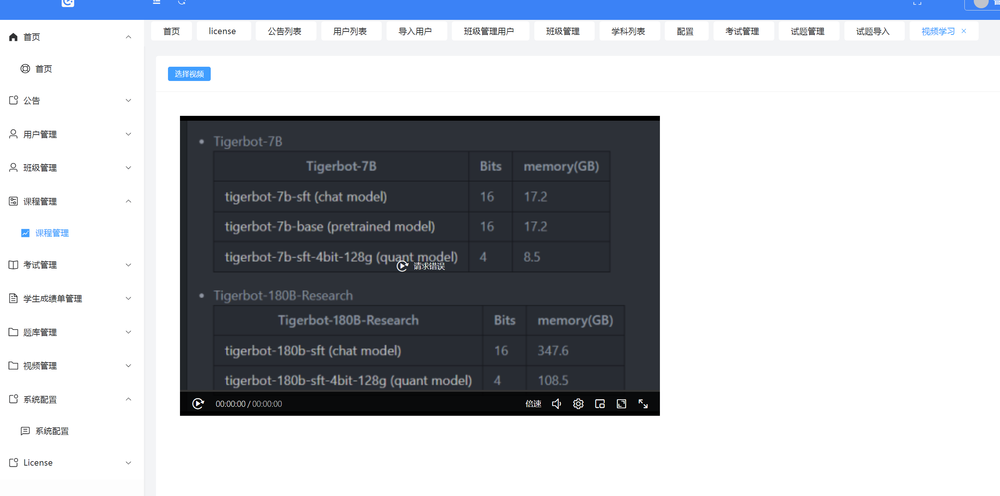 首页
license
公告列表
用户列表
导入用户
班级管理用户
班级管理
学科列表
配置
考试管理
试题管理
试题导入
视频学习
首页
首页
公告
用户管理
班级管理
课程管理
课程管理
考试管理
学生成绩单管理
题库管理
视频管理
系统配置
系统配置
License
选择视频
Tigerbot-7B
Tigerbot-7B Bits memory(GB)
tigerbot-7b-sft (chat model) 16 17.2
tigerbot-7b-base (pretrained model) 16 17.2
tigerbot-7b-sft-4bit-128g (quant model) 4 8.5
请求错误
Tigerbot-180B-Research
Tigerbot-180B-Research Bits memory(GB)
tigerbot-180b-sft (chat model) 16 347.6
tigerbot-180b-sft-4bit-128g (quant model) 4 108.5
00:00:00 / 00:00:00
倍速